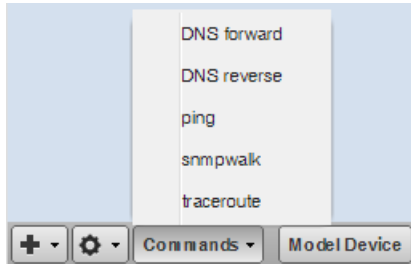 DNS forward
DNS reverse
ping
snmpwalk
traceroute
Commands
Model Device